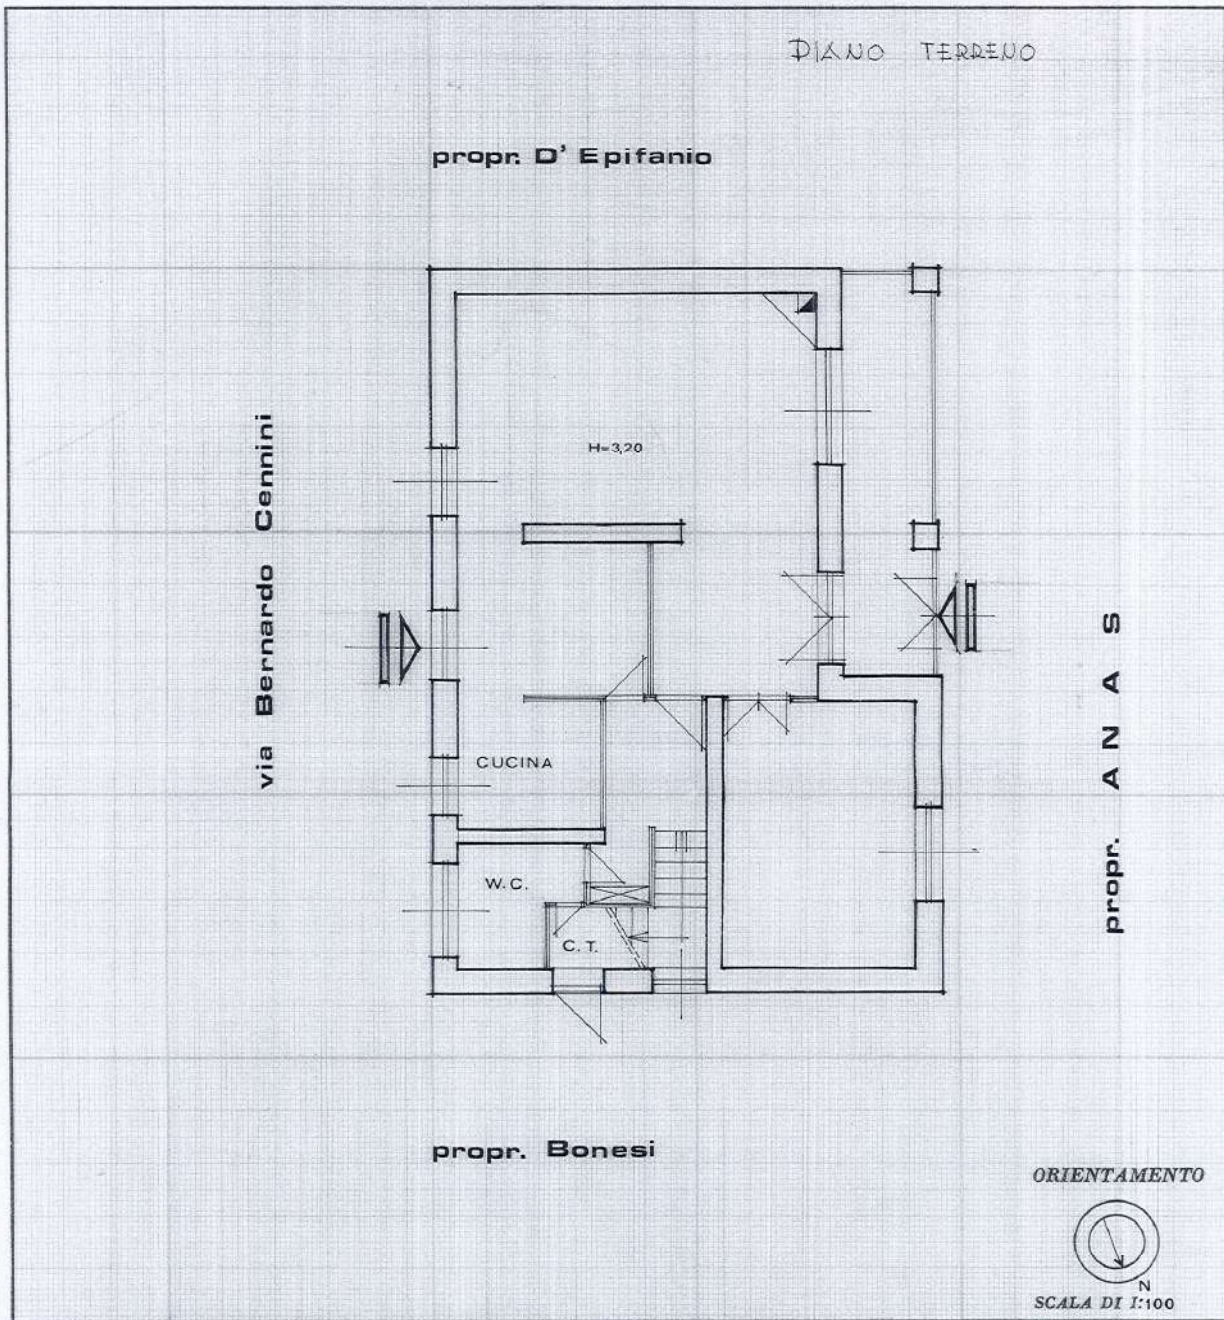 PIANO TERRENO
propr. D' Epifanio
via Bernardo Cennini
H=3,20
CUCINA
W.C.
C.T.
propr. ANAS
propr. Bonesi
ORIENTAMENTO
N
SCALA DI 1:100